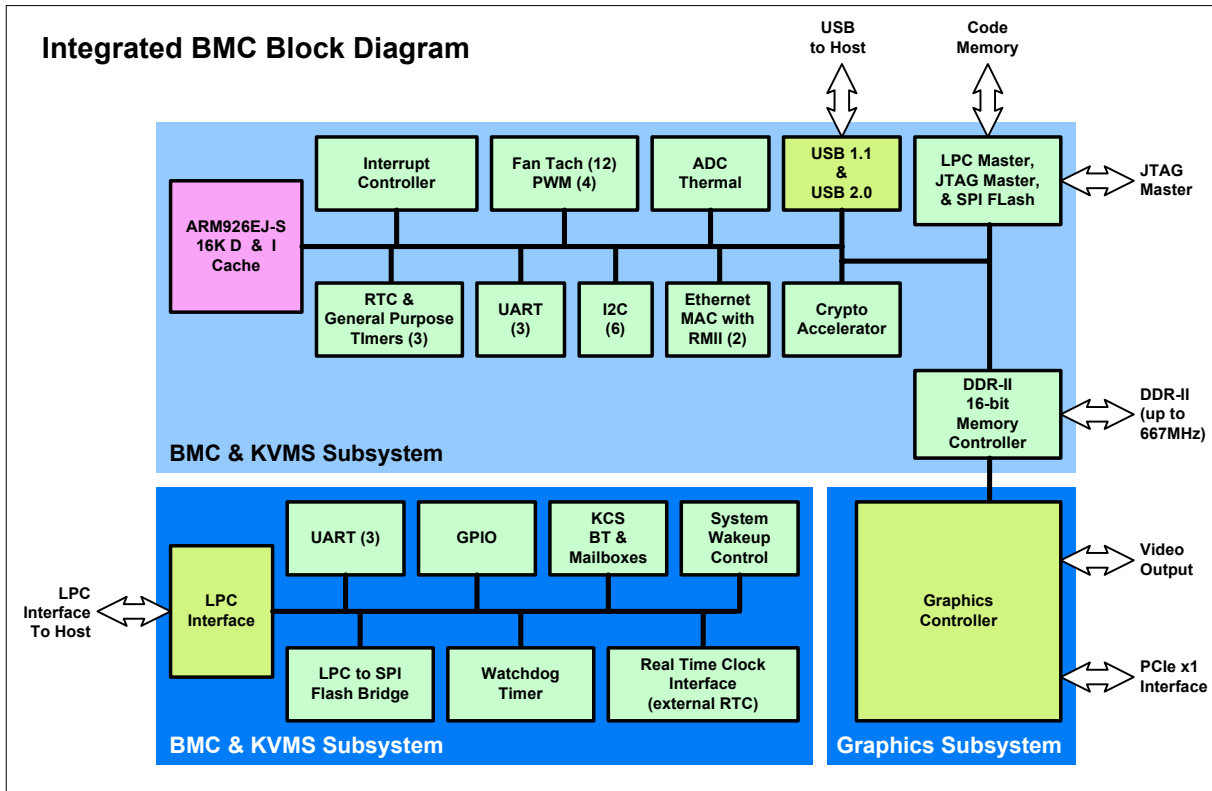 Integrated BMC Block Diagram
USB
to Host
Code
Memory
Interrupt
Controller
Fan Tach (12)
PWM (4)
ADC
Thermal
USB 1.1
&
USB 2.0
LPC Master,
JTAG Master,
& SPI FLash
JTAG
Master
ARM926EJ-S
16K D & I
Cache
RTC &
General Purpose
TImers (3)
UART
(3)
I2C
(6)
Ethernet
MAC with
RMII (2)
Crypto
Accelerator
DDR-II
16-bit
Memory
Controller
DDR-II
(up to
667MHz)
BMC & KVMS Subsystem
UART (3)
GPIO
KCS
BT &
Mailboxes
System
Wakeup
Control
LPC
Interface
To Host
LPC
Interface
LPC to SPI
Flash Bridge
Watchdog
Timer
Real Time Clock
Interface
(external RTC)
BMC & KVMS Subsystem
Graphics
Controller
Video
Output
PCIe x1
Interface
Graphics Subsystem